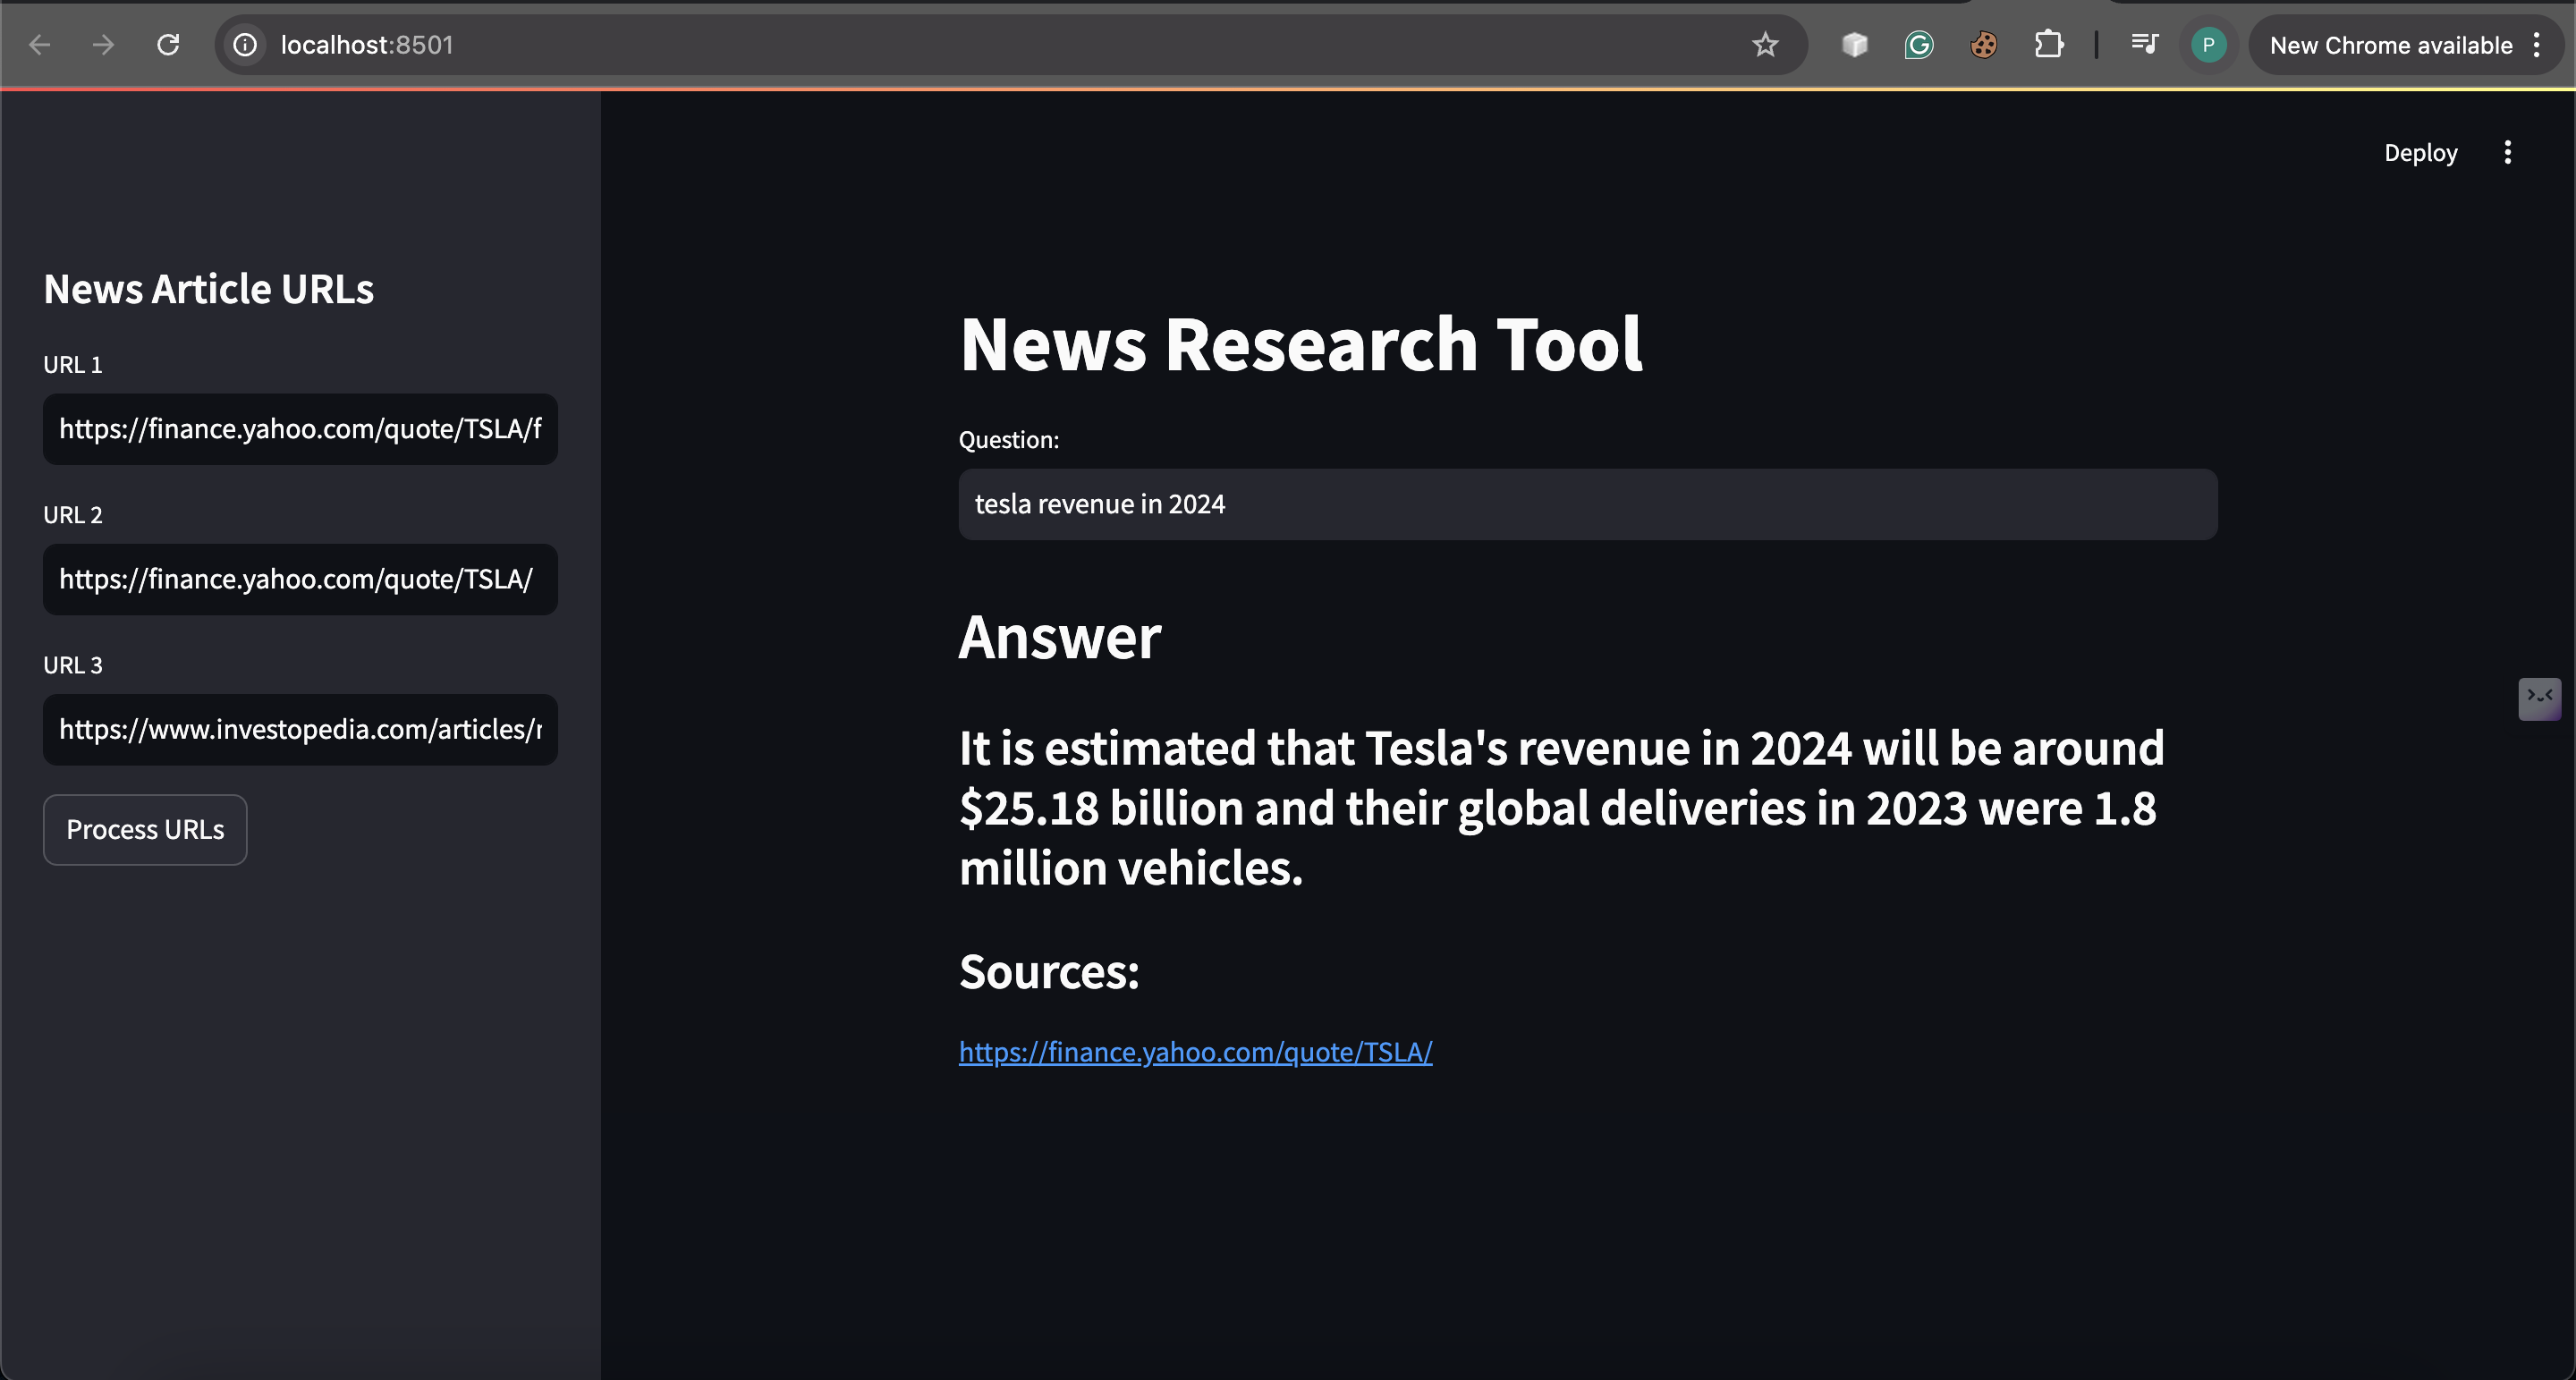 localhost:8501
P
New Chrome available
Deploy
News Article URLs
URL 1
https://finance.yahoo.com/quote/TSLA/f
URL 2
https://finance.yahoo.com/quote/TSLA/
URL 3
https://www.investopedia.com/articles/r
Process URLs
News Research Tool
Question:
tesla revenue in 2024
Answer
It is estimated that Tesla's revenue in 2024 will be around
$25.18 billion and their global deliveries in 2023 were 1.8
million vehicles.
Sources:
https://finance.yahoo.com/quote/TSLA/